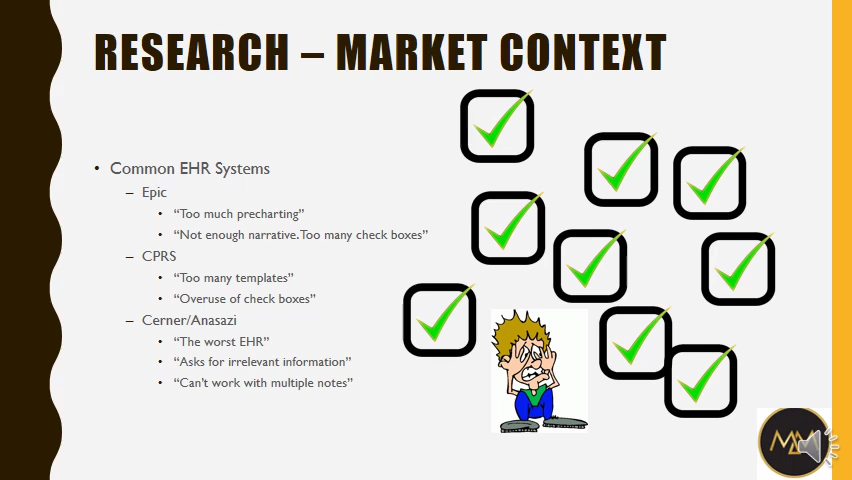 RESEARCH – MARKET CONTEXT
• Common EHR Systems
– Epic
• “Too much precharting”
• “Not enough narrative. Too many check boxes”
– CPRS
• “Too many templates”
• “Overuse of check boxes”
– Cerner/Anasazi
• “The worst EHR”
• “Asks for irrelevant information”
• “Can’t work with multiple notes”